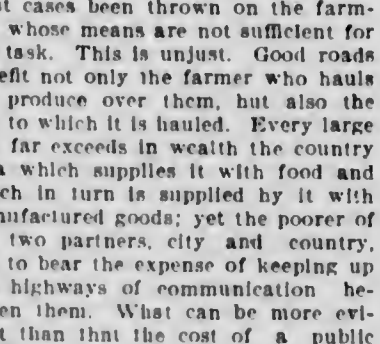 t cases been thrown on the farm-
whose means are not sufficient for
task. This is unjust. Good roads
efit not only the farmer who hauls
produce over them, but also the
to which it is hauled. Every large
far exceeds in wealth the country
a which supplies it with food and
ch in turn is supplied by it with
nufactured goods; yet the poorer of
two partners, city and country,
to bear the expense of keeping up
highways of communication be-
en them. What can be more evi-
t than that the cost of a public